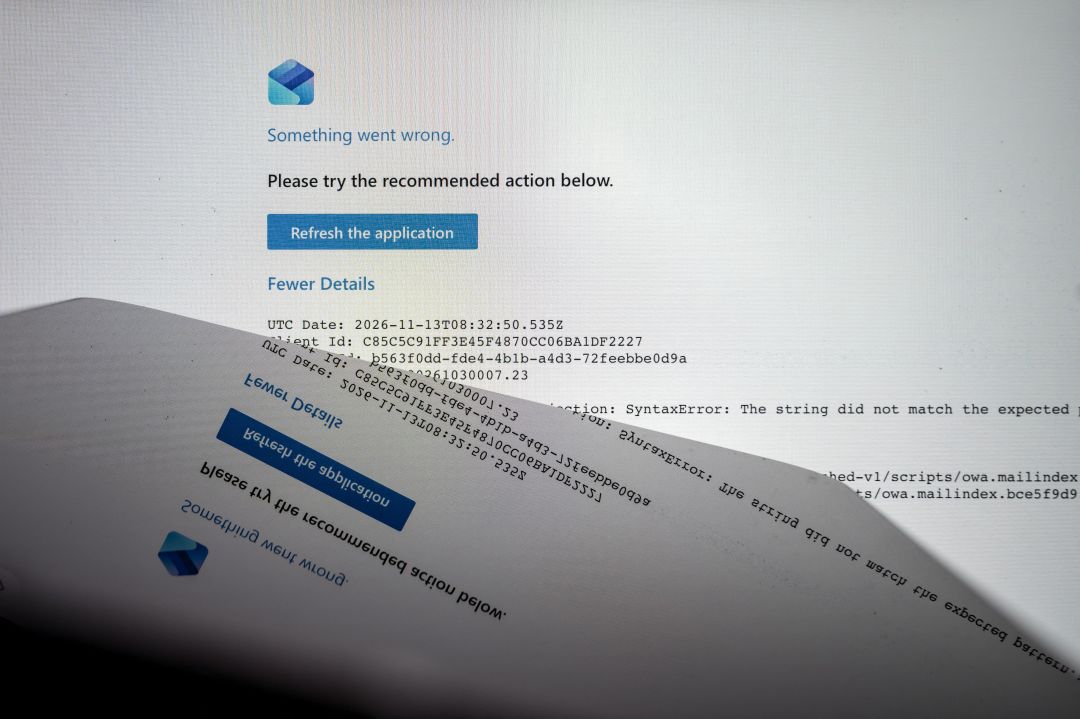 Something went wrong.
Please try the recommended action below.
Refresh the application
Fewer Details
UTC Date: 2026-11-13T08:32:50.535Z
Client Id: C85C5C91FF3E45F4870CC06BA1DF2227
Id: b563f0dd-fde4-4b1b-a4d3-72feebbe0d9a
20261030007.23
SyntaxError: The string did not match the expected
hed-v1/scripts/owa.mailindex
ts/owa.mailindex.bce5f9d9
1030007.23
Id: b563f0dd-fde4-4b1b-a4d3-72feebbe0d9a
Id: C85C5C91FF3E45F4870CC06BA1DF2227
UTC Date: 2026-11-13T08:32:50.535Z
SyntaxError: The string did not match the expected pattern.
Fewer Details
Refresh the application
Please try the recommended action below.
Something went wrong.